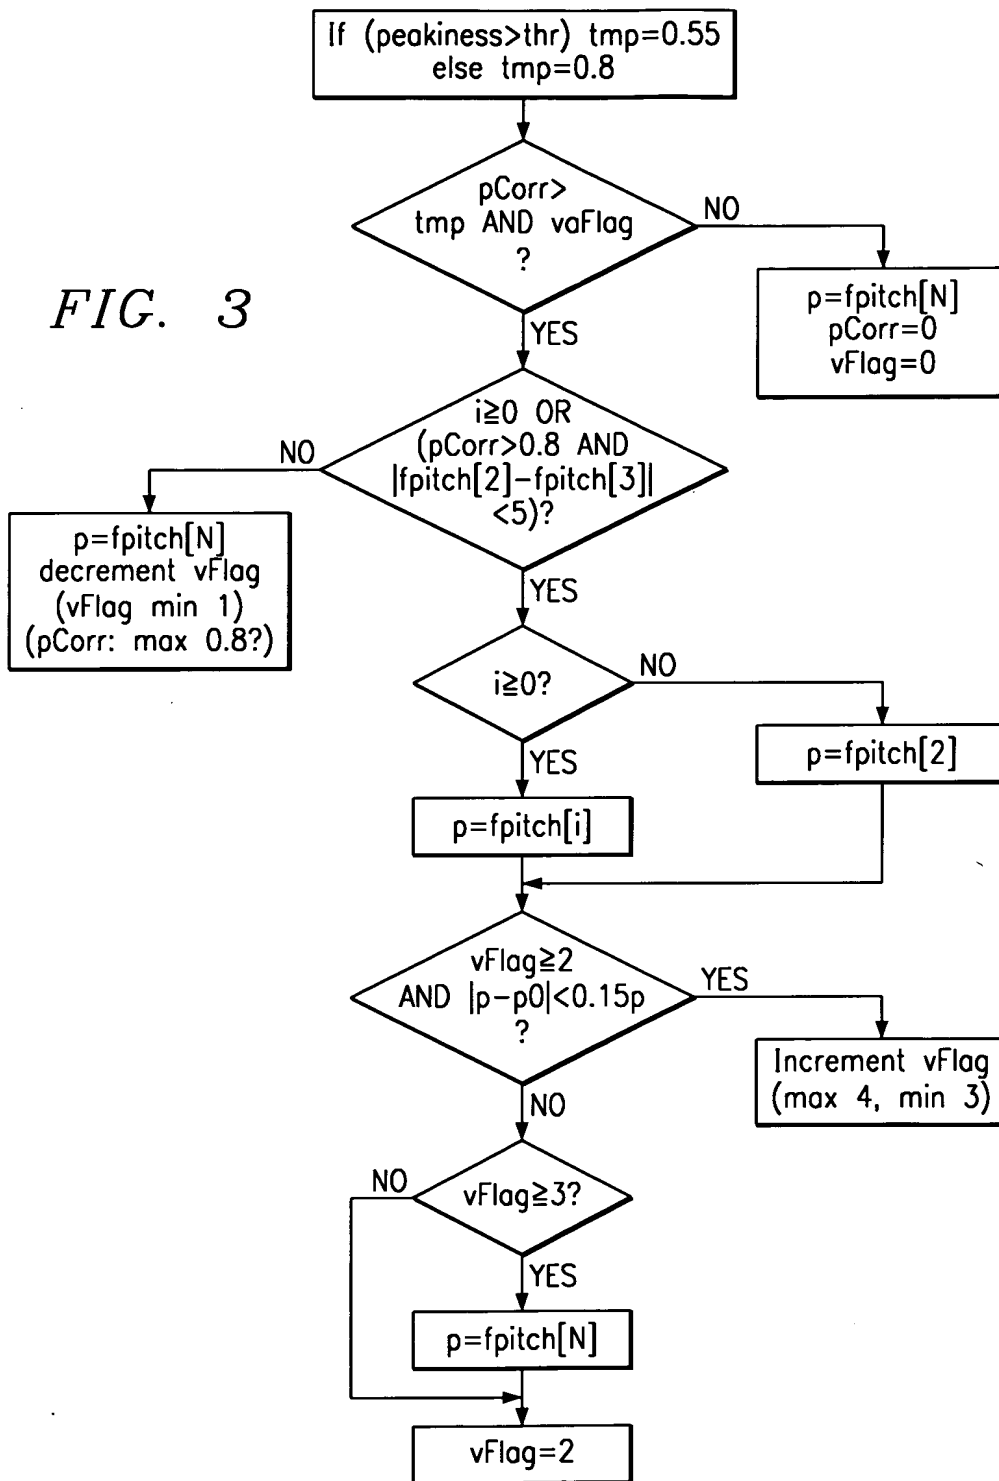 If (peakiness>thr) tmp=0.55
else tmp=0.8
pCorr>
tmp AND vaFlag
?
NO
p=fpitch[N]
pCorr=0
vFlag=0
FIG. 3
YES
i≧0 OR
(pCorr>0.8 AND
|fpitch[2]-fpitch[3]|
<5)?
NO
p=fpitch[N]
decrement vFlag
(vFlag min 1)
(pCorr: max 0.8?)
YES
i≧0?
NO
p=fpitch[2]
YES
p=fpitch[i]
vFlag≧2
AND |p-p0|<0.15p
?
YES
Increment vFlag
(max 4, min 3)
NO
vFlag≧3?
NO
YES
p=fpitch[N]
vFlag=2